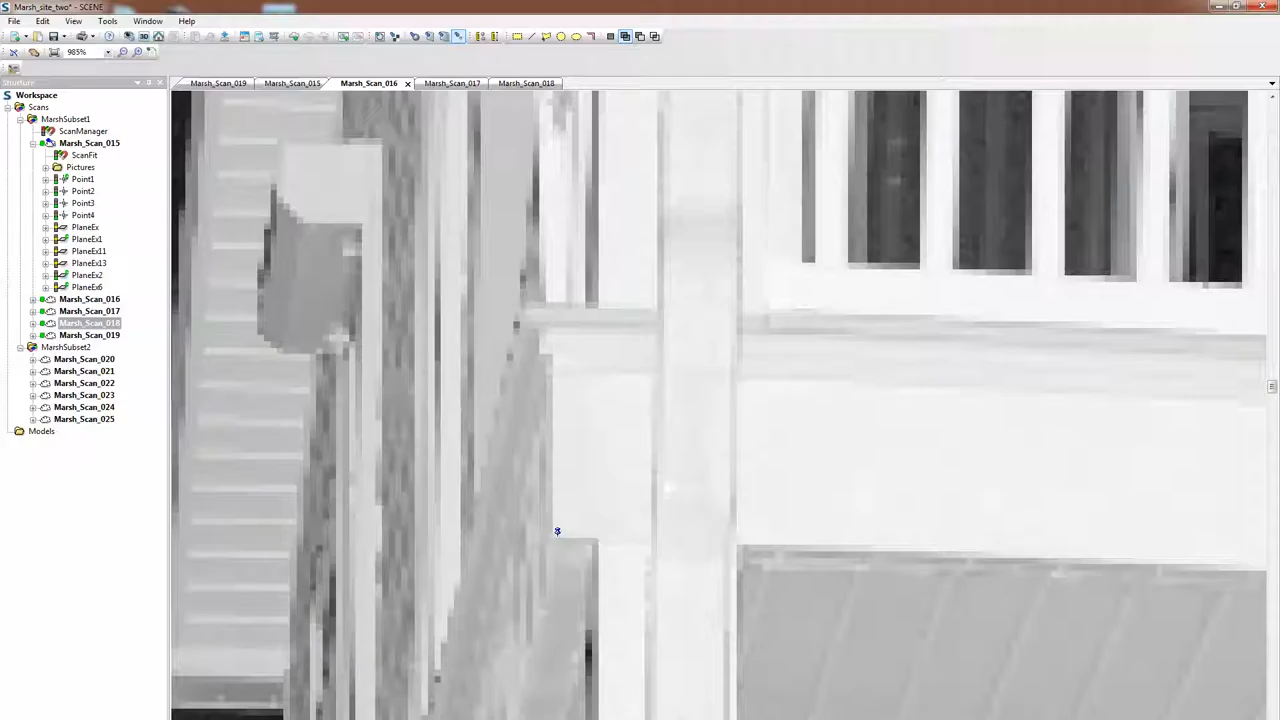 Marsh_site_two* - SCENE
File Edit View Tools Window Help
985%
Structure
Marsh_Scan_019 Marsh_Scan_015 Marsh_Scan_016 Marsh_Scan_017 Marsh_Scan_018
Workspace
Scans
MarshSubset1
ScanManager
Marsh_Scan_015
ScanFit
Pictures
Point1
Point2
Point3
Point4
PlaneEx
PlaneEx1
PlaneEx11
PlaneEx13
PlaneEx2
PlaneEx6
Marsh_Scan_016
Marsh_Scan_017
Marsh_Scan_018
Marsh_Scan_019
MarshSubset2
Marsh_Scan_020
Marsh_Scan_021
Marsh_Scan_022
Marsh_Scan_023
Marsh_Scan_024
Marsh_Scan_025
Models